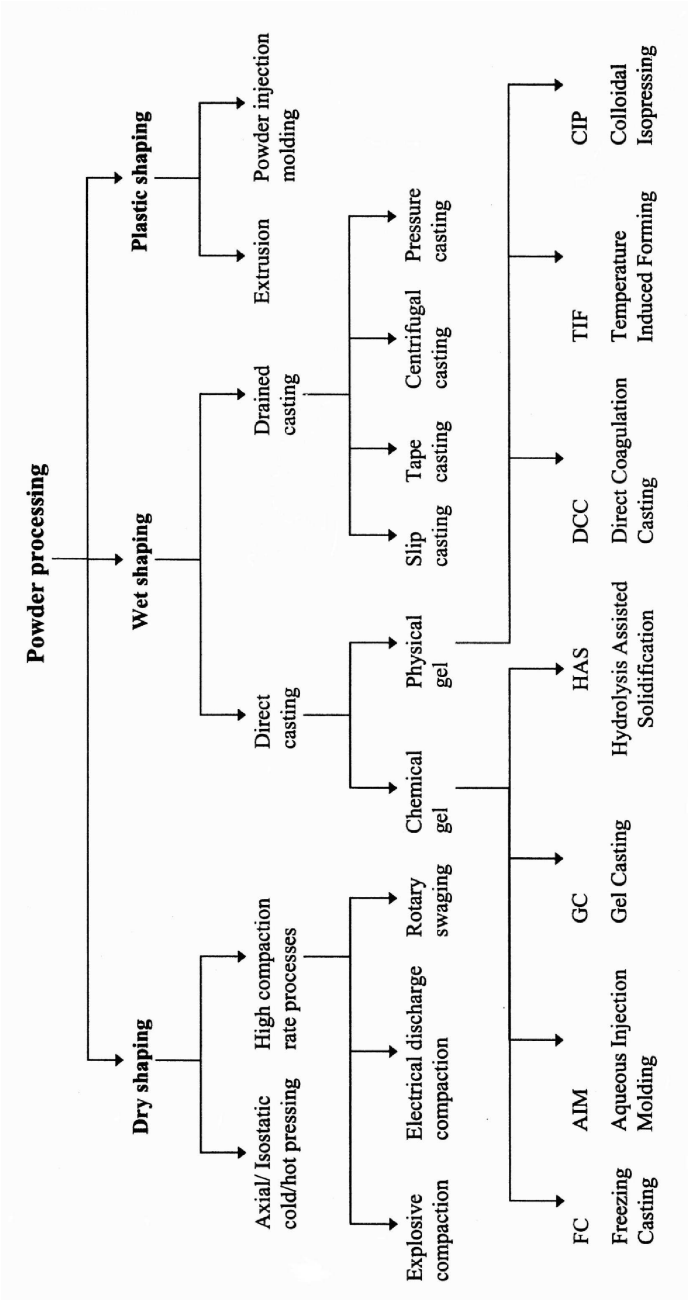 Powder processing
Dry shaping
Wet shaping
Plastic shaping
Axial/ Isostatic
cold/hot pressing
High compaction
rate processes
Direct
casting
Drained
casting
Extrusion
Powder injection
molding
Explosive
compaction
Electrical discharge
compaction
Rotary
swaging
Chemical
gel
Physical
gel
Slip
casting
Tape
casting
Centrifugal
casting
Pressure
casting
FC
Freezing
Casting
AIM
Aqueous Injection
Molding
GC
Gel Casting
HAS
Hydrolysis Assisted
Solidification
DCC
Direct Coagulation
Casting
TIF
Temperature
Induced Forming
CIP
Colloidal
Isopressing